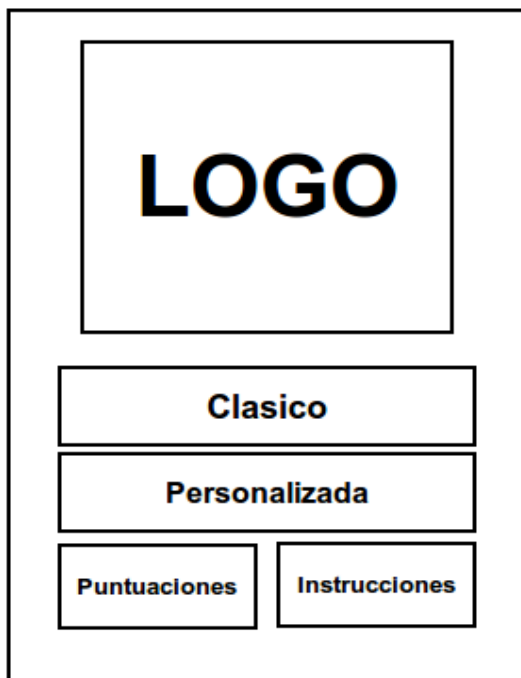 LOGO
Clasico
Personalizada
Puntuaciones
Instrucciones